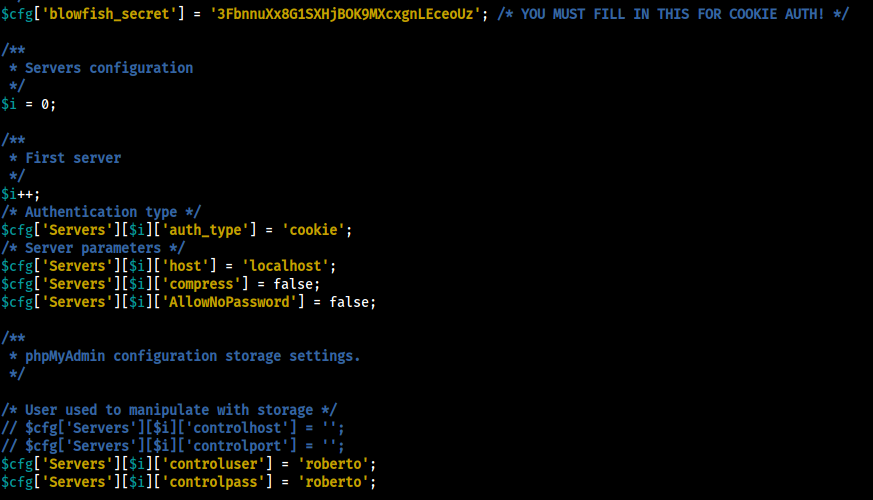 $cfg['blowfish_secret'] = '3FbnnuXx8G1SXHjBOK9MXcxgnLEceoUz'; /* YOU MUST FILL IN THIS FOR COOKIE AUTH! */
/**
 * Servers configuration
 */
$i = 0;
/**
 * First server
 */
$i++;
/* Authentication type */
$cfg['Servers'][$i]['auth_type'] = 'cookie';
/* Server parameters */
$cfg['Servers'][$i]['host'] = 'localhost';
$cfg['Servers'][$i]['compress'] = false;
$cfg['Servers'][$i]['AllowNoPassword'] = false;
/**
 * phpMyAdmin configuration storage settings.
 */
/* User used to manipulate with storage */
// $cfg['Servers'][$i]['controlhost'] = '';
// $cfg['Servers'][$i]['controlport'] = '';
$cfg['Servers'][$i]['controluser'] = 'roberto';
$cfg['Servers'][$i]['controlpass'] = 'roberto';